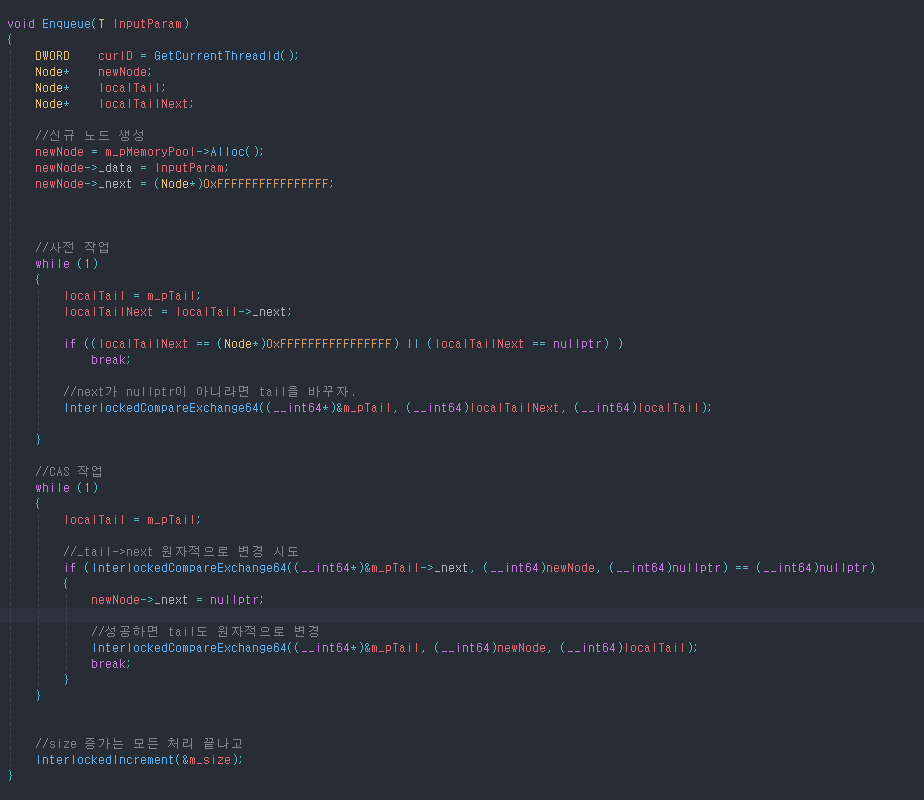 void Enqueue(T InputParam)
{
DWORD curID = GetCurrentThreadId();
Node* newNode;
Node* localTail;
Node* localTailNext;
//신규 노드 생성
newNode = m_pMemoryPool->Alloc();
newNode->_data = InputParam;
newNode->_next = (Node*)0xFFFFFFFFFFFFFFFF;
//사전 작업
while (1)
{
localTail = m_pTail;
localTailNext = localTail->_next;
if ((localTailNext == (Node*)0xFFFFFFFFFFFFFFFF) || (localTailNext == nullptr) )
break;
//next가 nullptr이 아니라면 tail을 바꾸자.
InterlockedCompareExchange64((__int64*)&m_pTail, (__int64)localTailNext, (__int64)localTail);
}
//CAS 작업
while (1)
{
localTail = m_pTail;
//_tail->next 원자적으로 변경 시도
if (InterlockedCompareExchange64((__int64*)&m_pTail->_next, (__int64)newNode, (__int64)nullptr) == (__int64)nullptr)
{
newNode->_next = nullptr;
//성공하면 tail도 원자적으로 변경
InterlockedCompareExchange64((__int64*)&m_pTail, (__int64)newNode, (__int64)localTail);
break;
}
}
//size 증가는 모든 처리 끝나고
InterlockedIncrement(&m_size);
}